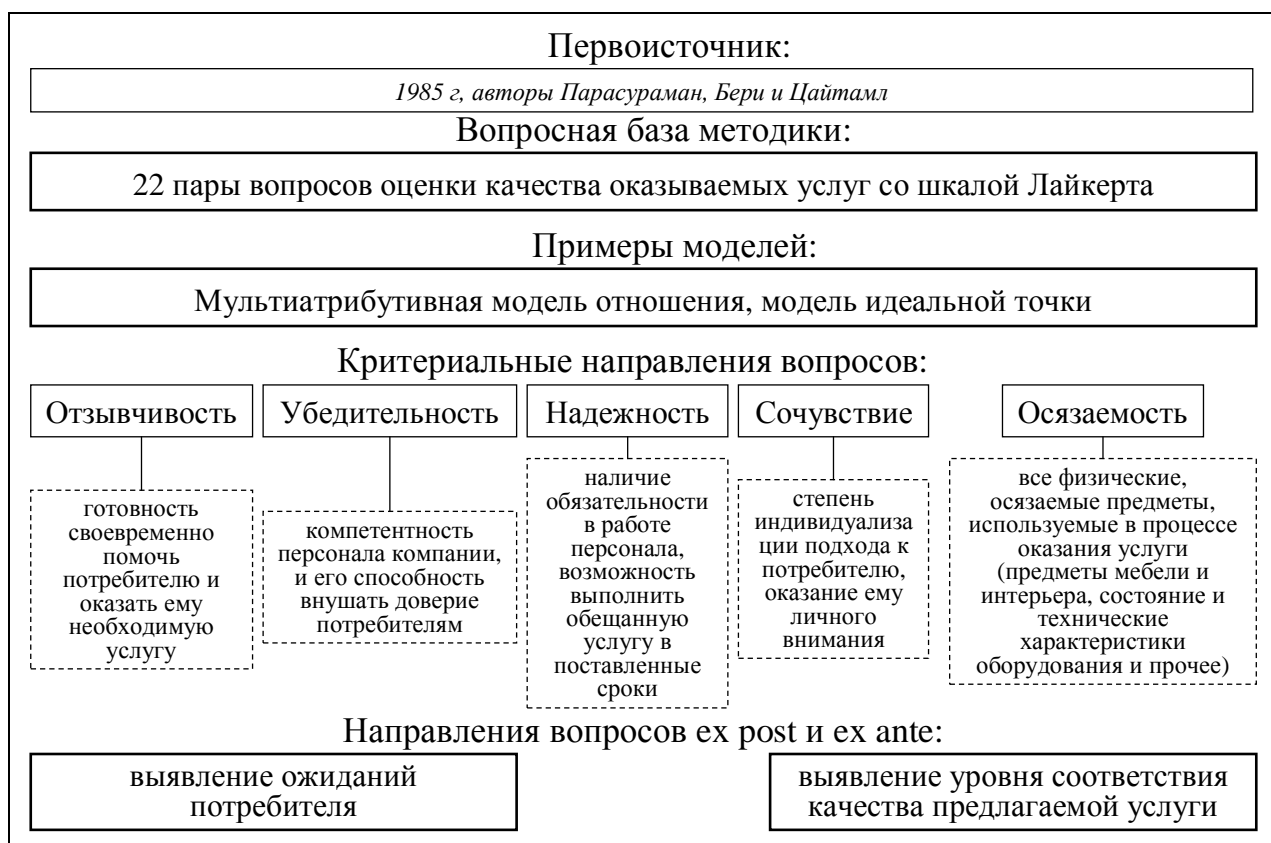 Первоисточник:
1985 г, авторы Парасураман, Бери и Цайтамл
Вопросная база методики:
22 пары вопросов оценки качества оказываемых услуг со шкалой Лайкерта
Примеры моделей:
Мультиатрибутивная модель отношения, модель идеальной точки
Критериальные направления вопросов:
Отзывчивость
готовность
своевременно
помочь
потребителю и
оказать ему
необходимую
услугу
Убедительность
компетентность
персонала компании,
и его способность
внушать доверие
потребителям
Надежность
наличие
обязательности
в работе
персонала,
возможность
выполнить
обещанную
услугу в
поставленные
сроки
Сочувствие
степень
индивидуализа
ции подхода к
потребителю,
оказание ему
личного
внимания
Осязаемость
все физические,
осязаемые предметы,
используемые в процессе
оказания услуги
(предметы мебели и
интерьера, состояние и
технические
характеристики
оборудования и прочее)
Направления вопросов ex post и ex ante:
выявление ожиданий
потребителя
выявление уровня соответствия
качества предлагаемой услуги